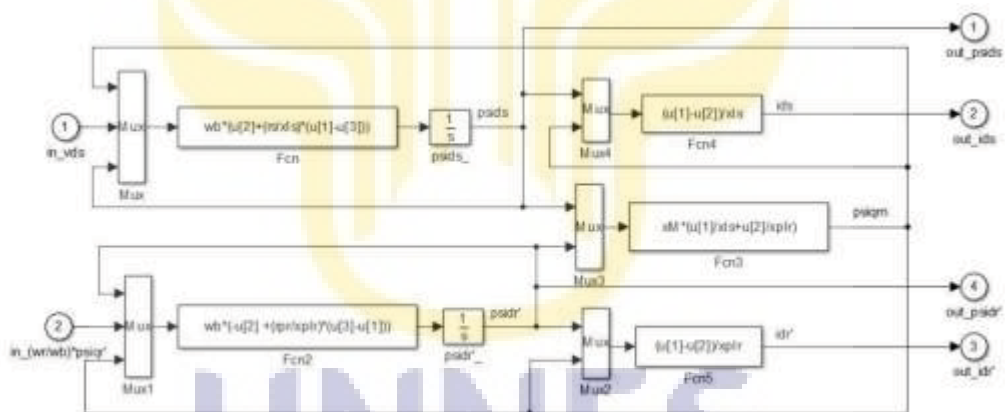 1
out_psids
1
in_vds
Mux
Mux
wb*(u[2]+(rs/xls)*(u[1]-u[3]))
Fcn
1
s
psids_
psids
Mux
Mux4
(u[1]-u[2])/xls
Fcn4
ids
2
out_ids
Mux
Mux3
xM*(u[1]/xls+u[2]/xplr)
Fcn3
psiqm
2
in_(wr/wb)*psiqr'
Mux
Mux1
wb*(-u[2] +(rpr/xplr)*(u[3]-u[1]))
Fcn2
1
s
psidr'_
psidr'
Mux
Mux2
(u[1]-u[2])/xplr
Fcn5
idr'
4
out_psidr'
3
out_idr'
UNNES